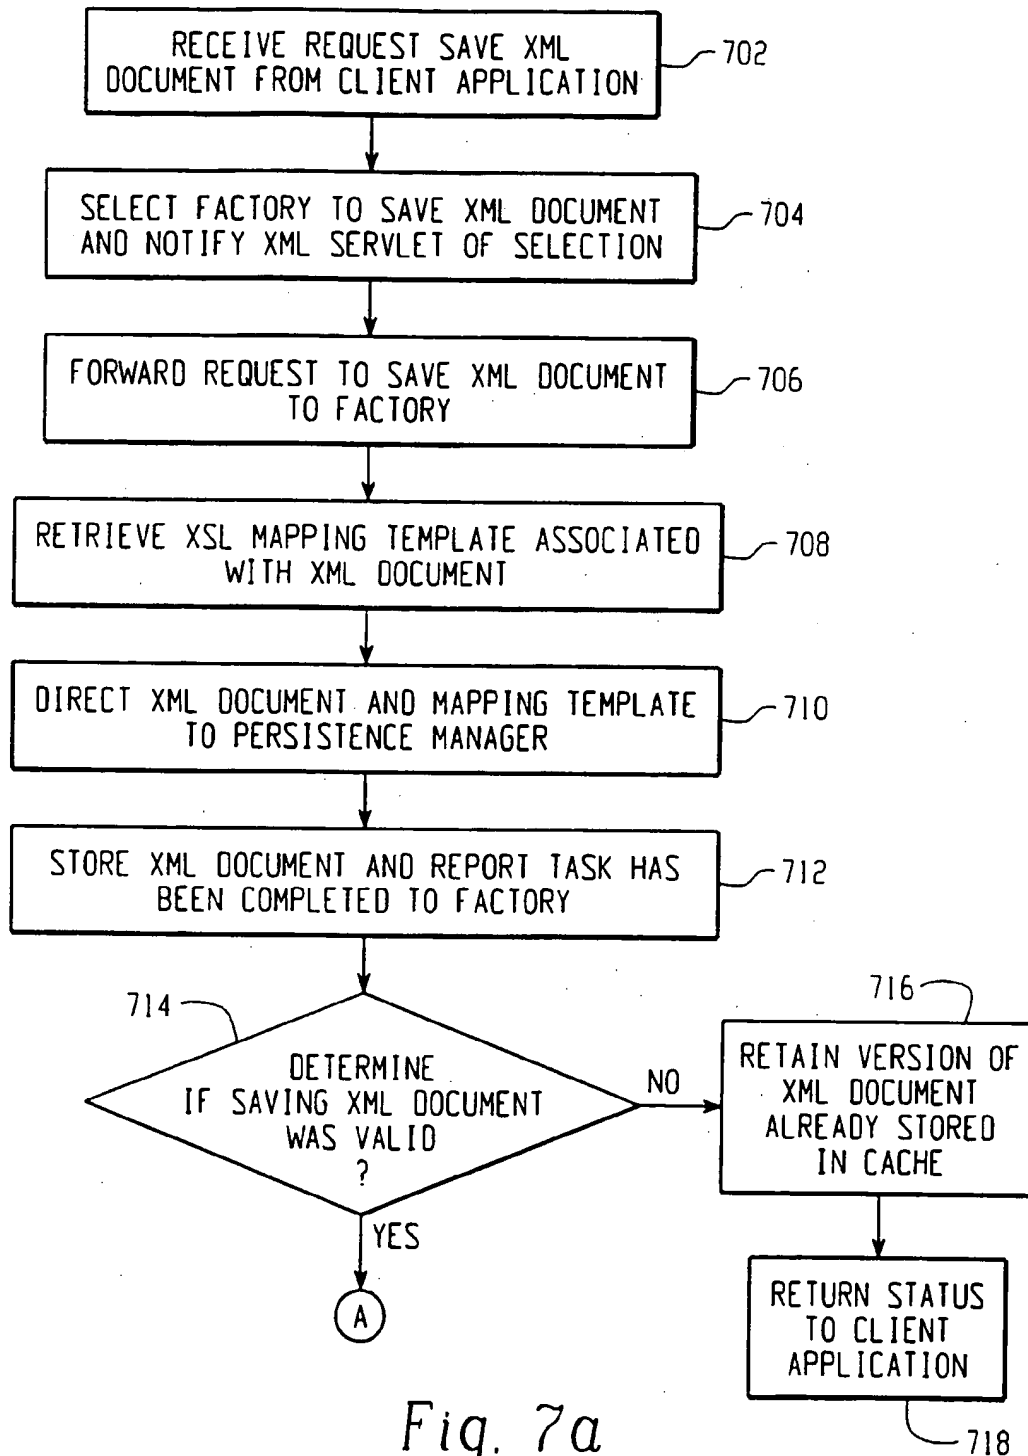 RECEIVE REQUEST SAVE XML
DOCUMENT FROM CLIENT APPLICATION
702
SELECT FACTORY TO SAVE XML DOCUMENT
AND NOTIFY XML SERVLET OF SELECTION
704
FORWARD REQUEST TO SAVE XML DOCUMENT
TO FACTORY
706
RETRIEVE XSL MAPPING TEMPLATE ASSOCIATED
WITH XML DOCUMENT
708
DIRECT XML DOCUMENT AND MAPPING TEMPLATE
TO PERSISTENCE MANAGER
710
STORE XML DOCUMENT AND REPORT TASK HAS
BEEN COMPLETED TO FACTORY
712
714
DETERMINE
IF SAVING XML DOCUMENT
WAS VALID
?
NO
YES
A
716
RETAIN VERSION OF
XML DOCUMENT
ALREADY STORED
IN CACHE
RETURN STATUS
TO CLIENT
APPLICATION
718
Fig. 7a